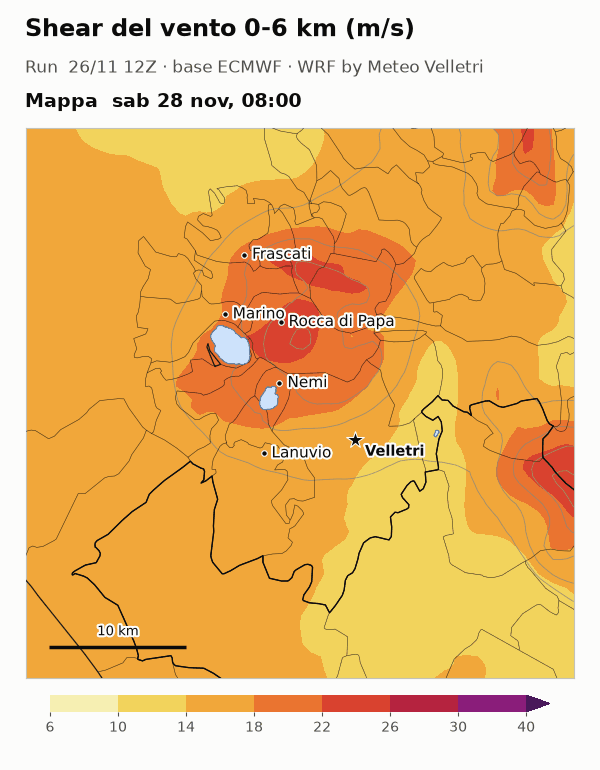 Shear del vento 0-6 km (m/s)
Run  26/11 12Z · base ECMWF · WRF by Meteo Velletri
Mappa  sab 28 nov, 08:00
Frascati
Marino
Rocca di Papa
Nemi
Velletri
Lanuvio
10 km
6 10 14 18 22 26 30 40